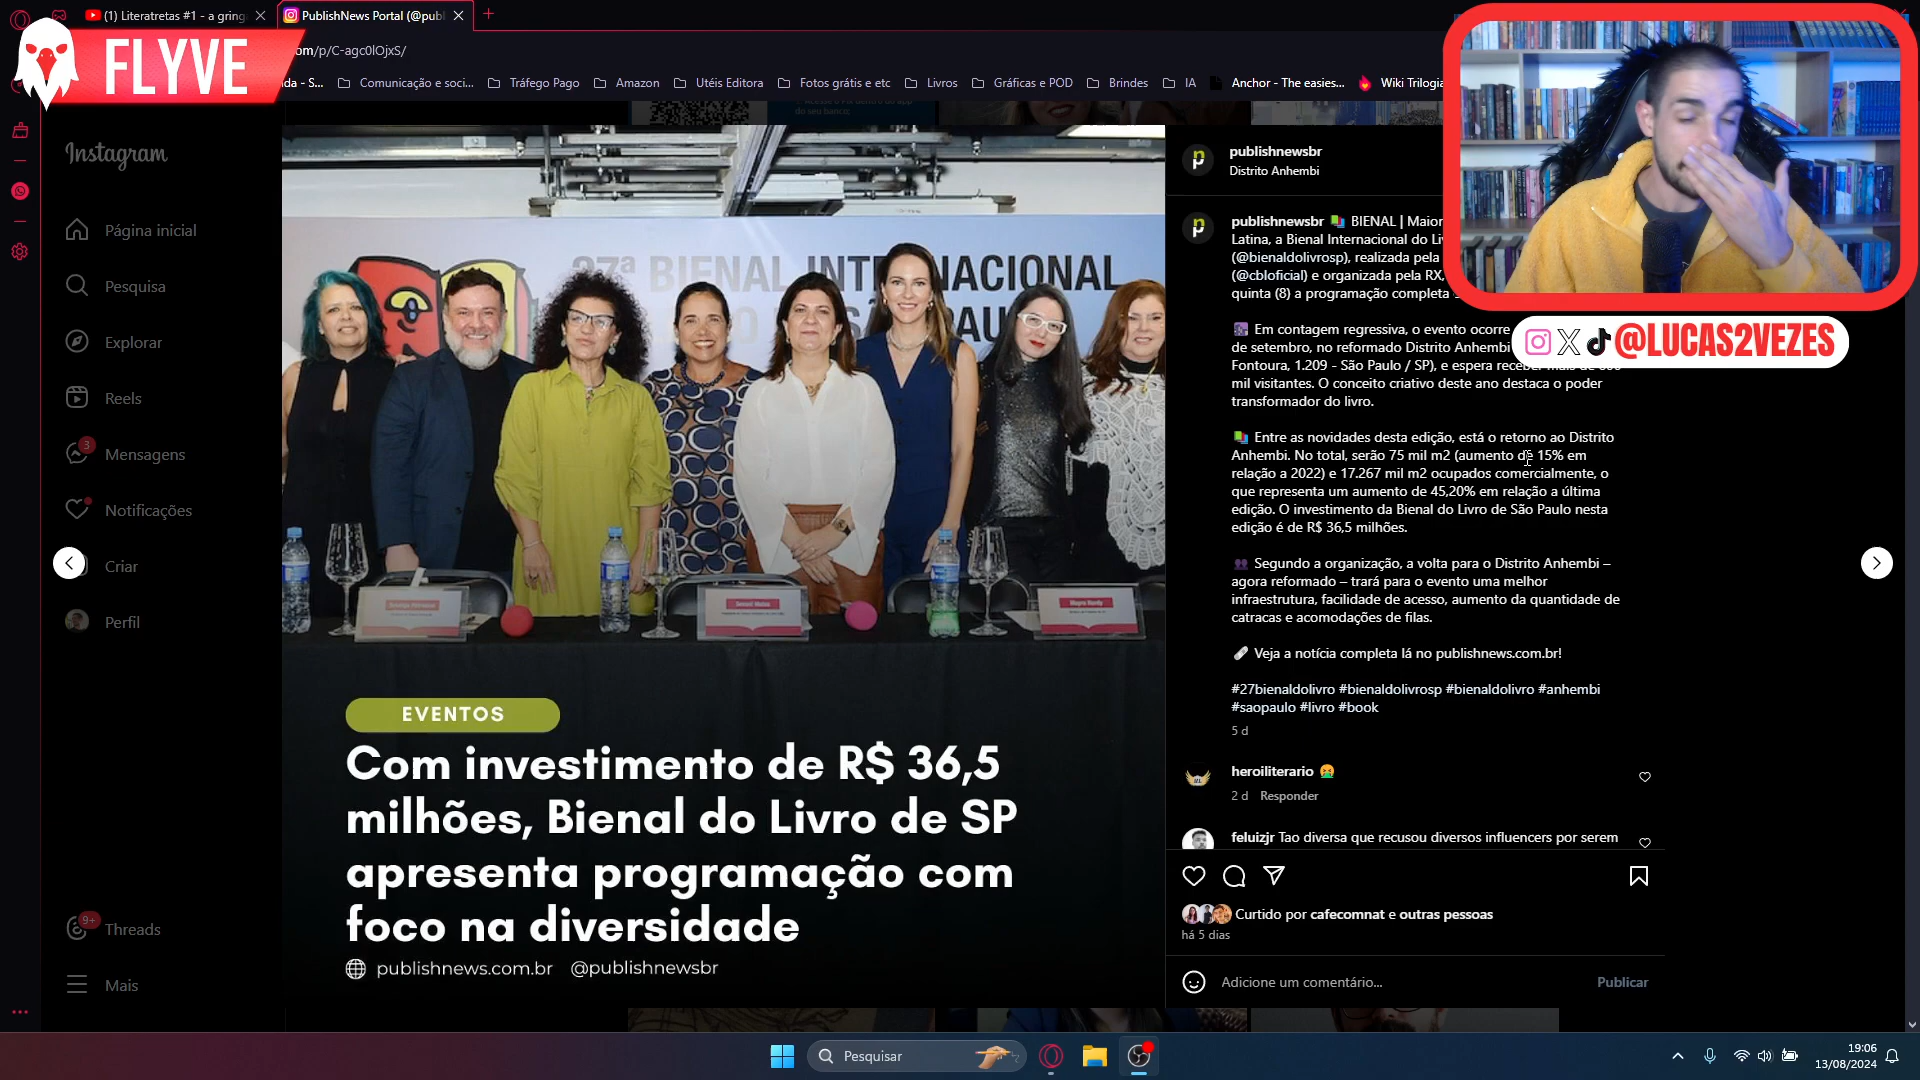 (1) Literatretas #1 - a gring
PublishNews Portal (@publ
FLYVE
om/p/C-agc0lOjxS/
da - S...
Comunicação e soci...
Tráfego Pago
Amazon
Utéis Editora
Fotos grátis e etc
Livros
Gráficas e POD
Brindes
IA
Anchor - The easies...
Wiki Trilogia
Instagram
Página inicial
Pesquisa
Explorar
Reels
3
Mensagens
Notificações
Criar
Perfil
9+
Threads
Mais
27ª BIENAL INTERNACIONAL
SÃO PAU
EVENTOS
Com investimento de R$ 36,5
milhões, Bienal do Livro de SP
apresenta programação com
foco na diversidade
publishnews.com.br @publishnewsbr
publishnewsbr
Distrito Anhembi
publishnewsbr BIENAL | Maior
Latina, a Bienal Internacional do Li
(@bienaldolivrosp), realizada pela
(@cbloficial) e organizada pela RX,
quinta (8) a programação completa
Em contagem regressiva, o evento ocorre
de setembro, no reformado Distrito Anhembi
Fontoura, 1.209 - São Paulo / SP), e espera receber mais de
mil visitantes. O conceito criativo deste ano destaca o poder
transformador do livro.
Entre as novidades desta edição, está o retorno ao Distrito
Anhembi. No total, serão 75 mil m2 (aumento de 15% em
relação a 2022) e 17.267 mil m2 ocupados comercialmente, o
que representa um aumento de 45,20% em relação a última
edição. O investimento da Bienal do Livro de São Paulo nesta
edição é de R$ 36,5 milhões.
Segundo a organização, a volta para o Distrito Anhembi –
agora reformado – trará para o evento uma melhor
infraestrutura, facilidade de acesso, aumento da quantidade de
catracas e acomodações de filas.
Veja a notícia completa lá no publishnews.com.br!
#27bienaldolivro #bienaldolivrosp #bienaldolivro #anhembi
#saopaulo #livro #book
5 d
heroiliterario
2 d Responder
feluizjr Tao diversa que recusou diversos influencers por serem
Curtido por cafecomnat e outras pessoas
há 5 dias
Adicione um comentário...
Publicar
@LUCAS2VEZES
Pesquisar
19:06
13/08/2024